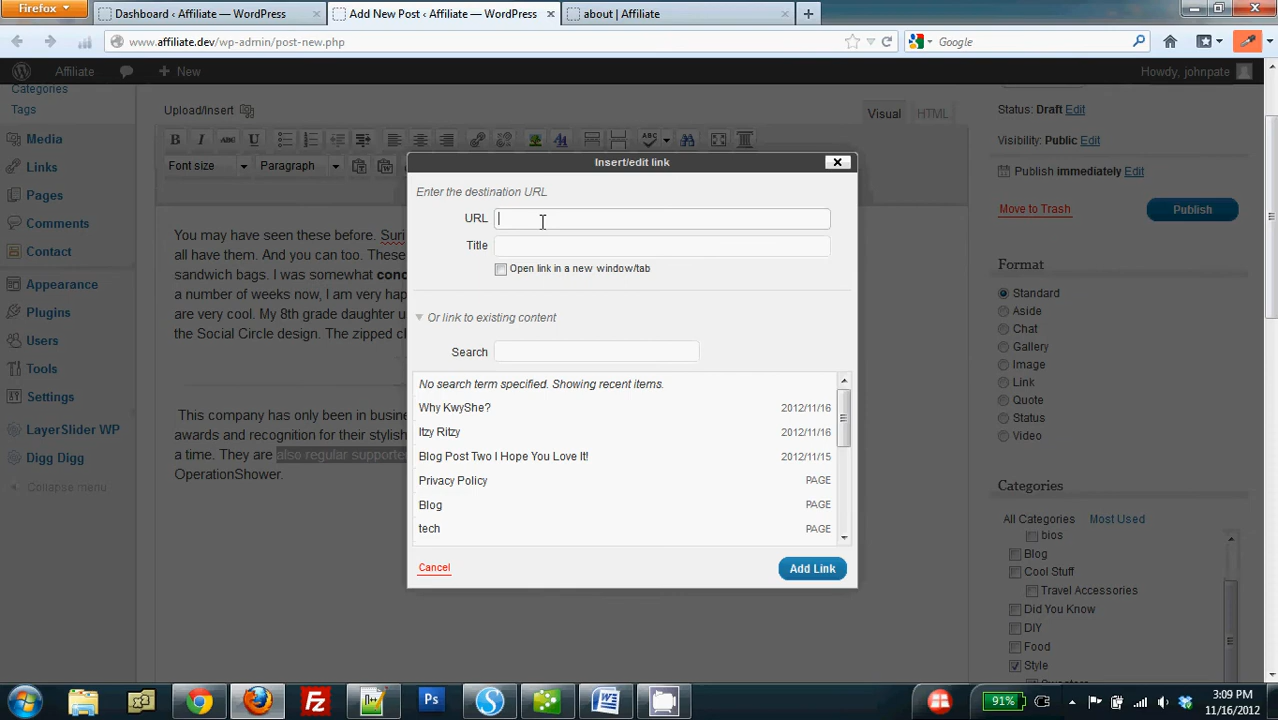 Firefox
Dashboard ‹ Affiliate — WordPress
Add New Post ‹ Affiliate — WordPress
about | Affiliate
www.affiliate.dev/wp-admin/post-new.php
Google
Affiliate
New
Howdy, johnpate
Categories
Tags
Media
Links
Pages
Comments
Contact
Appearance
Plugins
Users
Tools
Settings
LayerSlider WP
Digg Digg
Collapse menu
Upload/Insert
Visual
HTML
B I ABC U
ABC
Font size
Paragraph
You may have seen these before. Suri
all have them. And you can too. These
sandwich bags. I was somewhat
a number of weeks now, I am very hap
are very cool. My 8th grade daughter u
the Social Circle design. The zipped c
This company has only been in busine
awards and recognition for their stylish
a time. They are also regular supporte
OperationShower.
Insert/edit link
Enter the destination URL
URL
Title
Open link in a new window/tab
Or link to existing content
Search
No search term specified. Showing recent items.
Why KwyShe? 2012/11/16
Itzy Ritzy 2012/11/16
Blog Post Two I Hope You Love It! 2012/11/15
Privacy Policy PAGE
Blog PAGE
tech PAGE
Cancel
Add Link
Status: Draft Edit
Visibility: Public Edit
Publish immediately Edit
Move to Trash
Publish
Format
Standard
Aside
Chat
Gallery
Image
Link
Quote
Status
Video
Categories
All Categories
Most Used
bios
Blog
Cool Stuff
Travel Accessories
Did You Know
DIY
Food
Style
Ps
91%
3:09 PM
11/16/2012